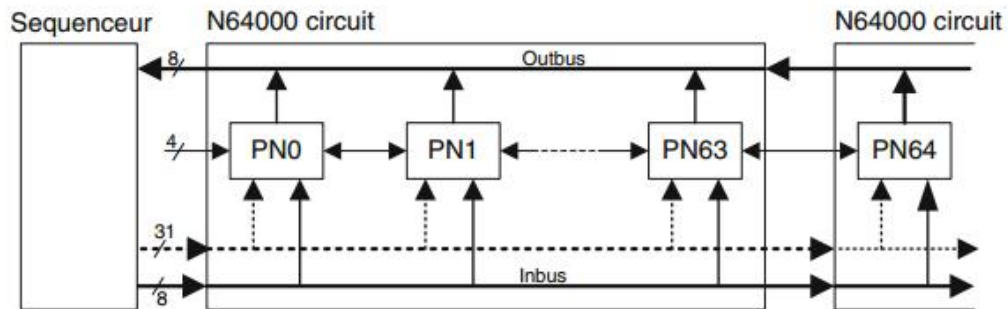 Sequenceur
N64000 circuit
N64000 circuit
8
Outbus
4
PN0
PN1
PN63
PN64
31
Inbus
8